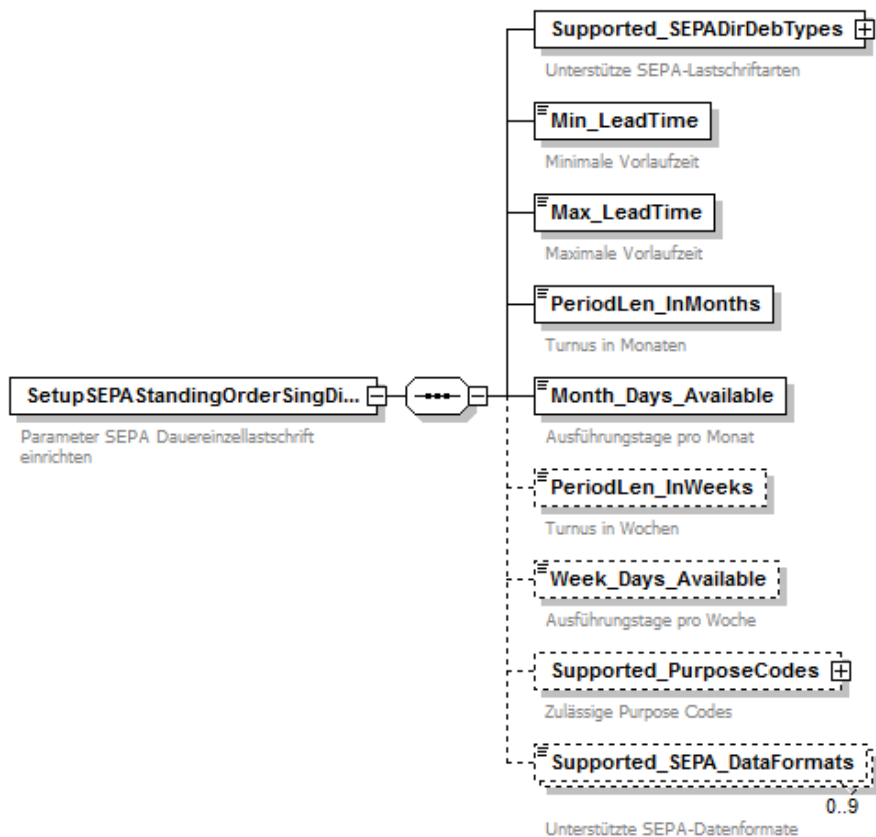 Supported_SEPADirDebTypes
Unterstütze SEPA-Lastschriftarten
Min_LeadTime
Minimale Vorlaufzeit
Max_LeadTime
Maximale Vorlaufzeit
PeriodLen_InMonths
Turnus in Monaten
SetupSEPAStandingOrderSingDi...
Parameter SEPA Dauereinzellastschrift
einrichten
Month_Days_Available
Ausführungstage pro Monat
PeriodLen_InWeeks
Turnus in Wochen
Week_Days_Available
Ausführungstage pro Woche
Supported_PurposeCodes
Zulässige Purpose Codes
Supported_SEPA_DataFormats
0..9
Unterstützte SEPA-Datenformate